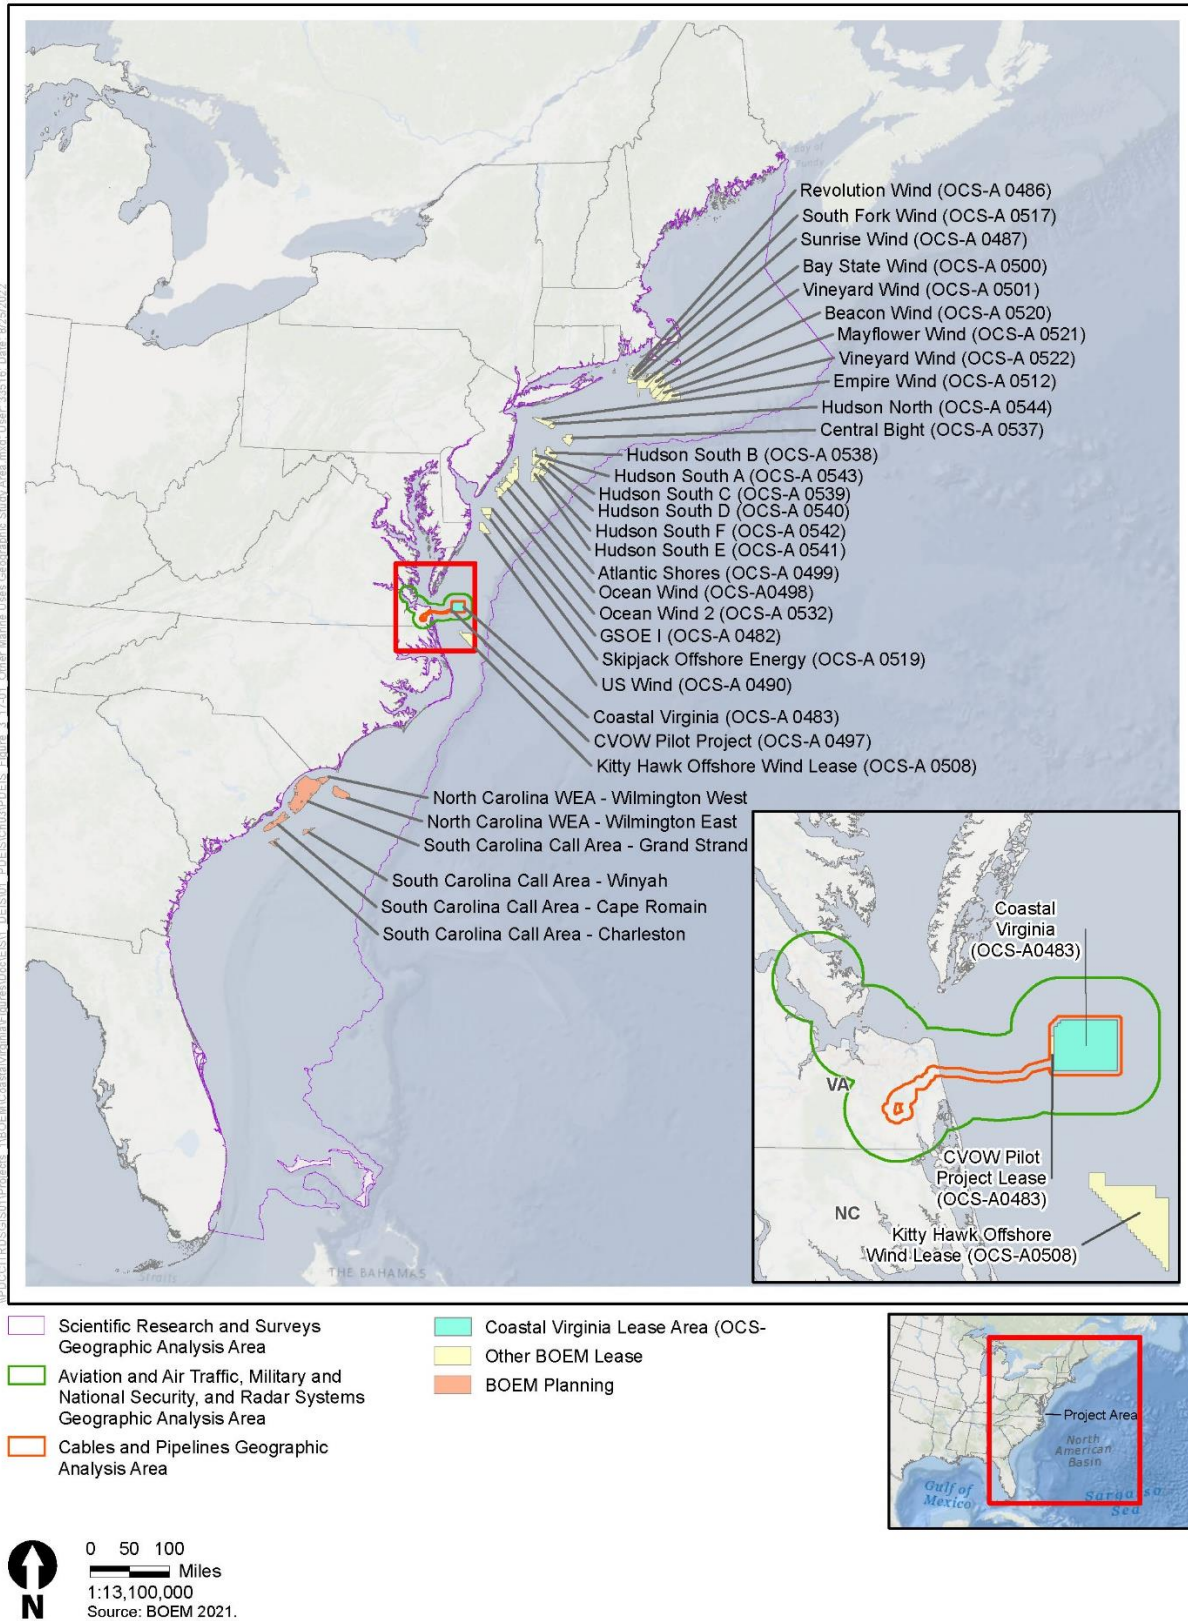 Bay of
Revolution Wind (OCS-A 0486)
South Fork Wind (OCS-A 0517)
Sunrise Wind (OCS-A 0487)
Bay State Wind (OCS-A 0500)
Vineyard Wind (OCS-A 0501)
Beacon Wind (OCS-A 0520)
Mayflower Wind (OCS-A 0521)
Vineyard Wind (OCS-A 0522)
Empire Wind (OCS-A 0512)
Hudson North (OCS-A 0544)
Central Bight (OCS-A 0537)
Hudson South B (OCS-A 0538)
Hudson South A (OCS-A 0543)
Hudson South C (OCS-A 0539)
Hudson South D (OCS-A 0540)
Hudson South F (OCS-A 0542)
Hudson South E (OCS-A 0541)
Atlantic Shores (OCS-A 0499)
Ocean Wind (OCS-A0498)
Ocean Wind 2 (OCS-A 0532)
GSOE I (OCS-A 0482)
Skipjack Offshore Energy (OCS-A 0519)
US Wind (OCS-A 0490)
Coastal Virginia (OCS-A 0483)
CVOW Pilot Project (OCS-A 0497)
Kitty Hawk Offshore Wind Lease (OCS-A 0508)
North Carolina WEA - Wilmington West
North Carolina WEA - Wilmington East
South Carolina Call Area - Grand Strand
South Carolina Call Area - Winyah
South Carolina Call Area - Cape Romain
South Carolina Call Area - Charleston
Coastal
Virginia
(OCS-A0483)
VA
CVOW Pilot
Project Lease
(OCS-A0483)
NC
Kitty Hawk Offshore
Wind Lease (OCS-A0508)
Straits
THE BAHAMAS
Scientific Research and Surveys
Geographic Analysis Area
Aviation and Air Traffic, Military and
National Security, and Radar Systems
Geographic Analysis Area
Cables and Pipelines Geographic
Analysis Area
Coastal Virginia Lease Area (OCS-
Other BOEM Lease
BOEM Planning
Project Area
North
American
Basin
Gulf of
Mexico
Sargasso
Sea
N
0 50 100
Miles
1:13,100,000
Source: BOEM 2021.